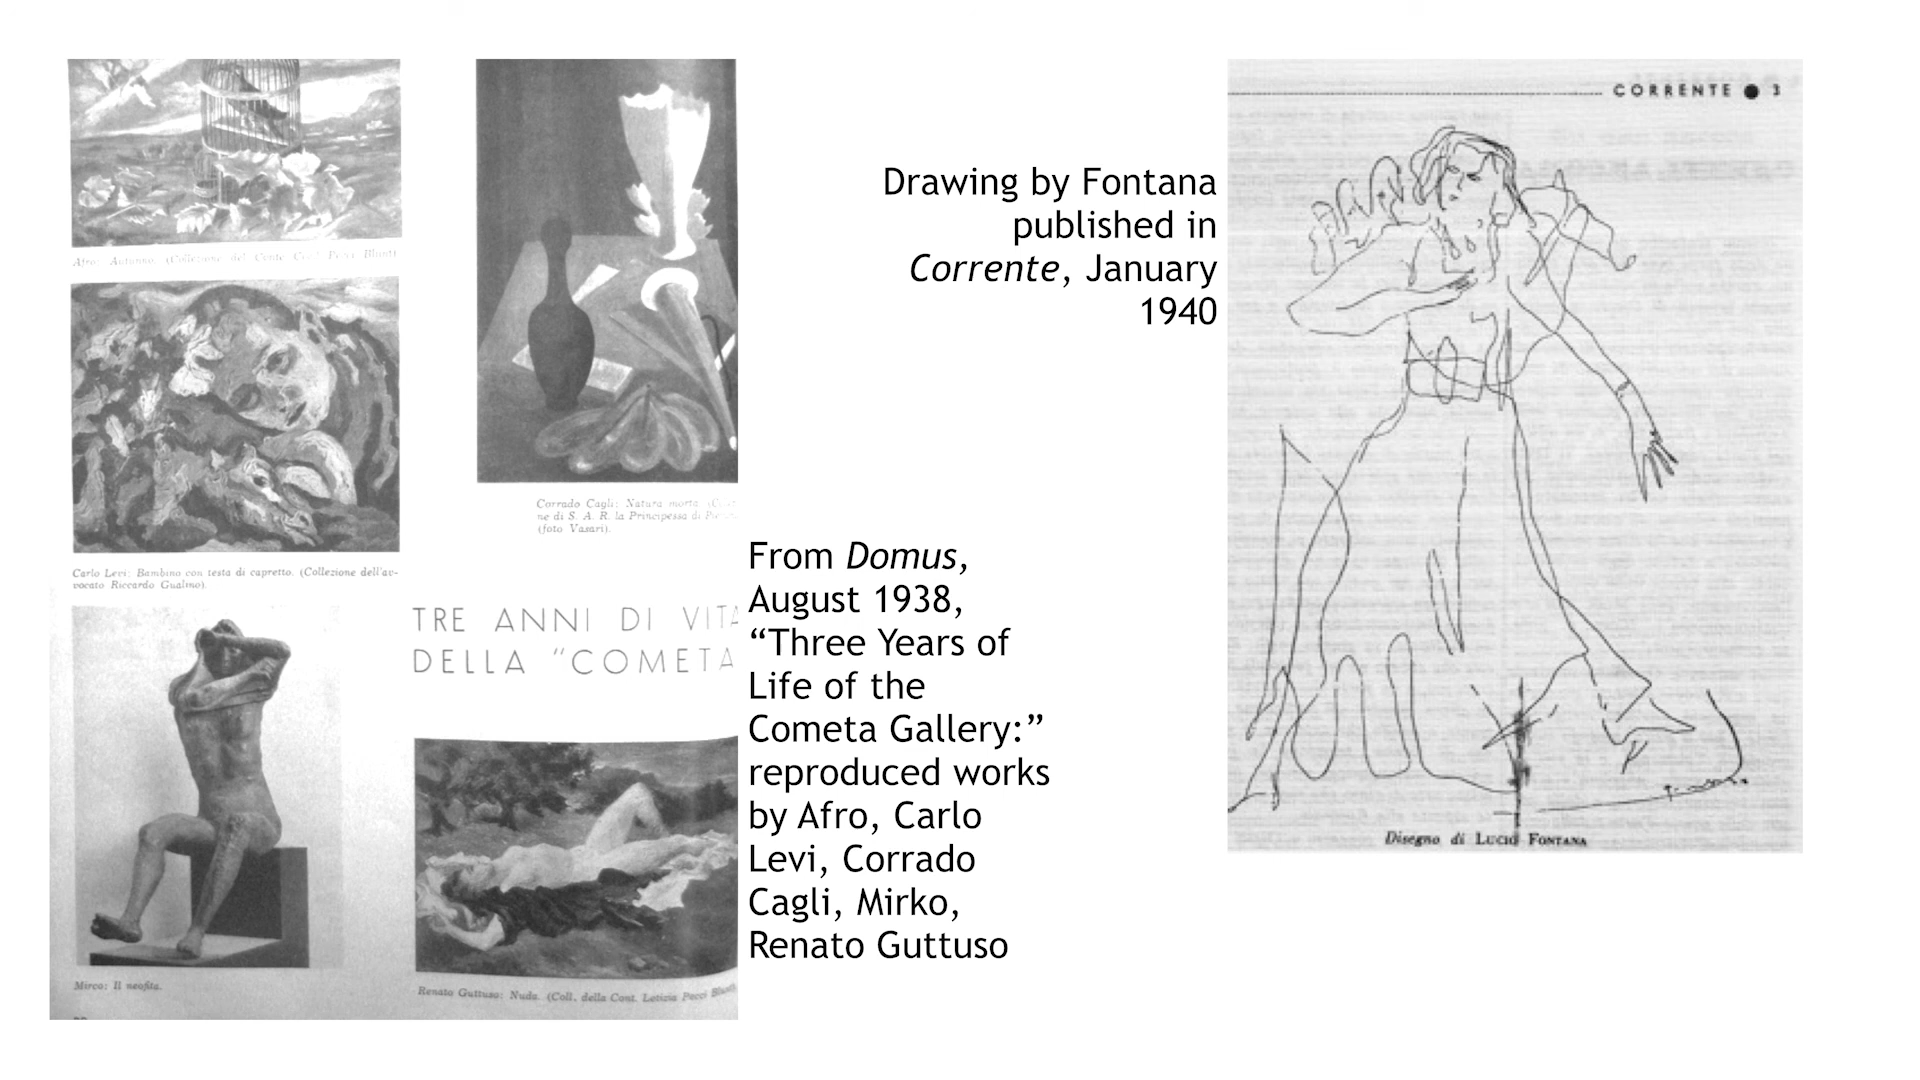 Afro: Autunno. (Collezione del Conte Cecil Pecci Blunt)
Carlo Levi: Bambino con testa di capretto. (Collezione dell'av-
vocato Riccardo Gualino).
Mirco: Il neofita.
Corrado Cagli: Natura morta.
ne di S. A. R. la Principessa di
(foto Vasari).
TRE ANNI DI VITA
DELLA "COMETA
Renato Guttuso: Nudo. (Coll. della Cont. Letizia Pecci Blunt)
From Domus,
August 1938,
“Three Years of
Life of the
Cometa Gallery:”
reproduced works
by Afro, Carlo
Levi, Corrado
Cagli, Mirko,
Renato Guttuso
Drawing by Fontana
published in
Corrente, January
1940
CORRENTE ● 3
Disegno di LUCIO FONTANA